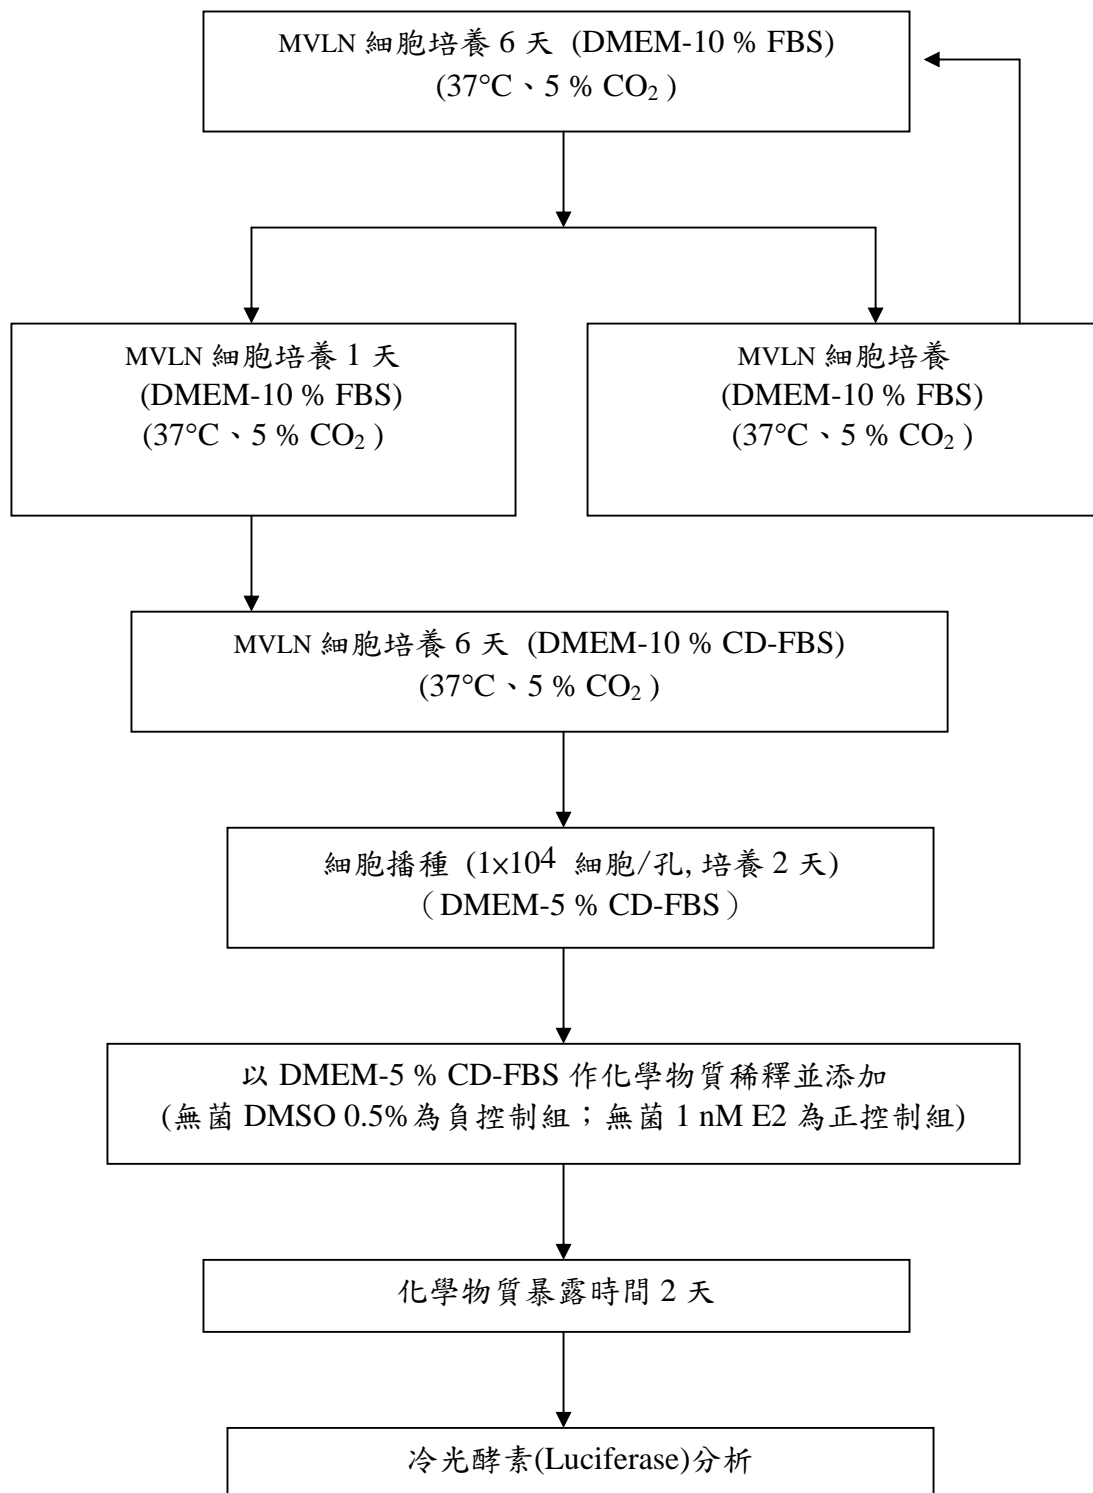 MVLN 細胞培養 6 天 (DMEM-10 % FBS)
(37°C、5 % CO₂ )
MVLN 細胞培養 1 天
(DMEM-10 % FBS)
(37°C、5 % CO₂ )
MVLN 細胞培養
(DMEM-10 % FBS)
(37°C、5 % CO₂ )
MVLN 細胞培養 6 天 (DMEM-10 % CD-FBS)
(37°C、5 % CO₂ )
細胞播種 (1×10⁴ 細胞/孔, 培養 2 天)
（DMEM-5 % CD-FBS）
以 DMEM-5 % CD-FBS 作化學物質稀釋並添加
(無菌 DMSO 0.5%為負控制組；無菌 1 nM E2 為正控制組)
化學物質暴露時間 2 天
冷光酵素(Luciferase)分析